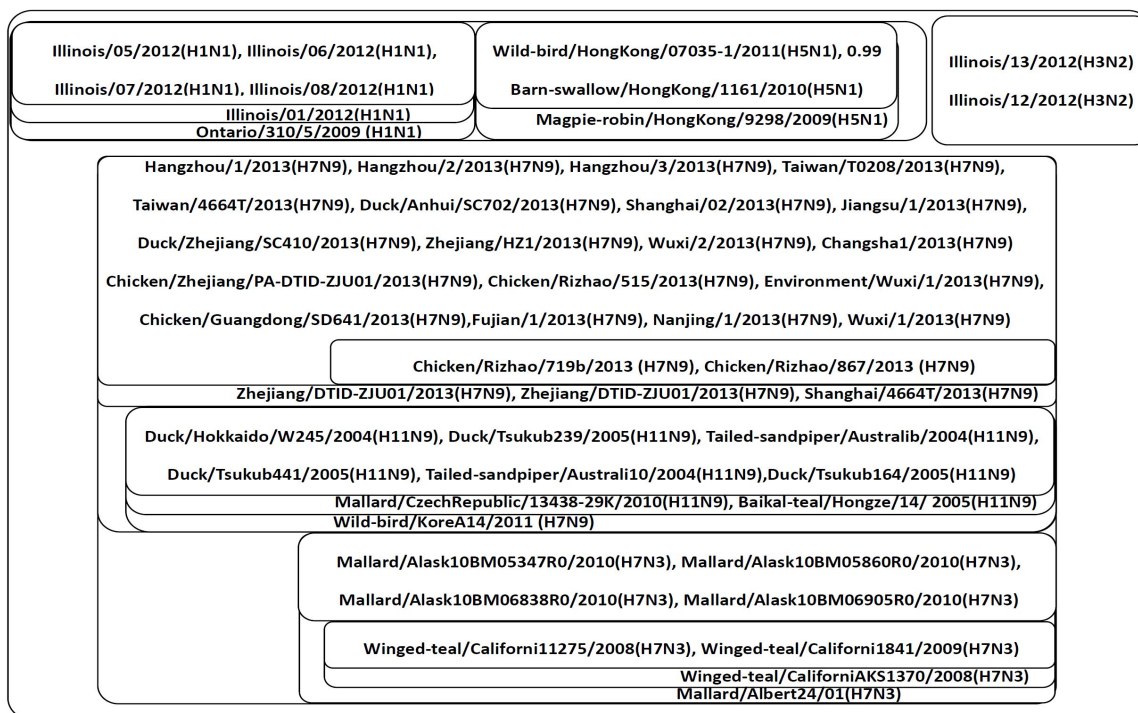 Illinois/05/2012(H1N1), Illinois/06/2012(H1N1),
Illinois/07/2012(H1N1), Illinois/08/2012(H1N1)
Illinois/01/2012(H1N1)
Ontario/310/5/2009 (H1N1)
Wild-bird/HongKong/07035-1/2011(H5N1), 0.99
Barn-swallow/HongKong/1161/2010(H5N1)
Magpie-robin/HongKong/9298/2009(H5N1)
Illinois/13/2012(H3N2)
Illinois/12/2012(H3N2)
Hangzhou/1/2013(H7N9), Hangzhou/2/2013(H7N9), Hangzhou/3/2013(H7N9), Taiwan/T0208/2013(H7N9),
Taiwan/4664T/2013(H7N9), Duck/Anhui/SC702/2013(H7N9), Shanghai/02/2013(H7N9), Jiangsu/1/2013(H7N9),
Duck/Zhejiang/SC410/2013(H7N9), Zhejiang/HZ1/2013(H7N9), Wuxi/2/2013(H7N9), Changsha1/2013(H7N9)
Chicken/Zhejiang/PA-DTID-ZJU01/2013(H7N9), Chicken/Rizhao/515/2013(H7N9), Environment/Wuxi/1/2013(H7N9),
Chicken/Guangdong/SD641/2013(H7N9),Fujian/1/2013(H7N9), Nanjing/1/2013(H7N9), Wuxi/1/2013(H7N9)
Chicken/Rizhao/719b/2013 (H7N9), Chicken/Rizhao/867/2013 (H7N9)
Zhejiang/DTID-ZJU01/2013(H7N9), Zhejiang/DTID-ZJU01/2013(H7N9), Shanghai/4664T/2013(H7N9)
Duck/Hokkaido/W245/2004(H11N9), Duck/Tsukub239/2005(H11N9), Tailed-sandpiper/Australib/2004(H11N9),
Duck/Tsukub441/2005(H11N9), Tailed-sandpiper/Australi10/2004(H11N9),Duck/Tsukub164/2005(H11N9)
Mallard/CzechRepublic/13438-29K/2010(H11N9), Baikal-teal/Hongze/14/ 2005(H11N9)
Wild-bird/KoreA14/2011 (H7N9)
Mallard/Alask10BM05347R0/2010(H7N3), Mallard/Alask10BM05860R0/2010(H7N3),
Mallard/Alask10BM06838R0/2010(H7N3), Mallard/Alask10BM06905R0/2010(H7N3)
Winged-teal/Californi11275/2008(H7N3), Winged-teal/Californi1841/2009(H7N3)
Winged-teal/CaliforniAKS1370/2008(H7N3)
Mallard/Albert24/01(H7N3)